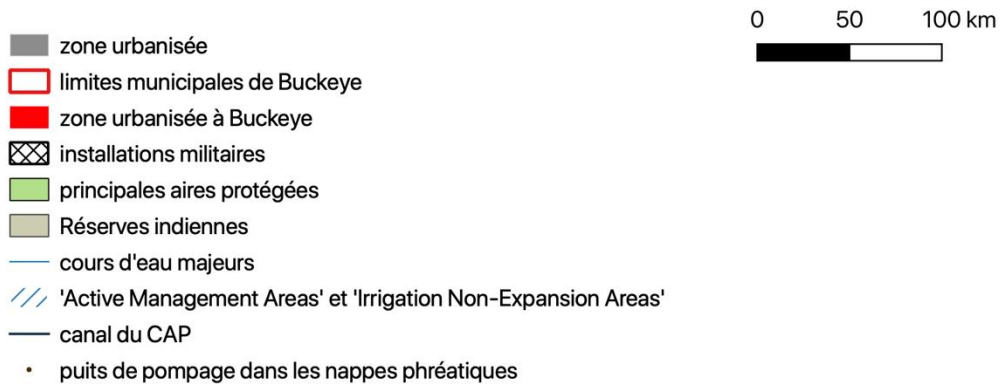 0 50 100 km
zone urbanisée
limites municipales de Buckeye
zone urbanisée à Buckeye
installations militaires
principales aires protégées
Réserves indiennes
cours d'eau majeurs
'Active Management Areas' et 'Irrigation Non-Expansion Areas'
canal du CAP
puits de pompage dans les nappes phréatiques